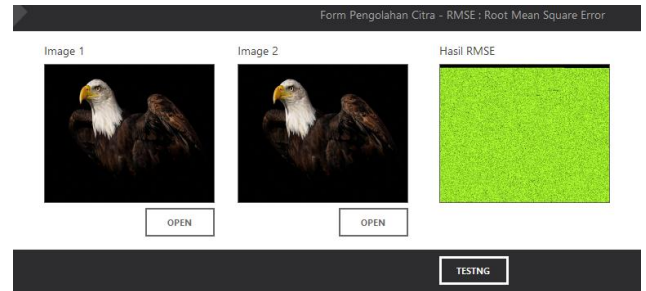 Form Pengolahan Citra - RMSE : Root Mean Square Error
Image 1
Image 2
Hasil RMSE
OPEN
OPEN
TESTNG